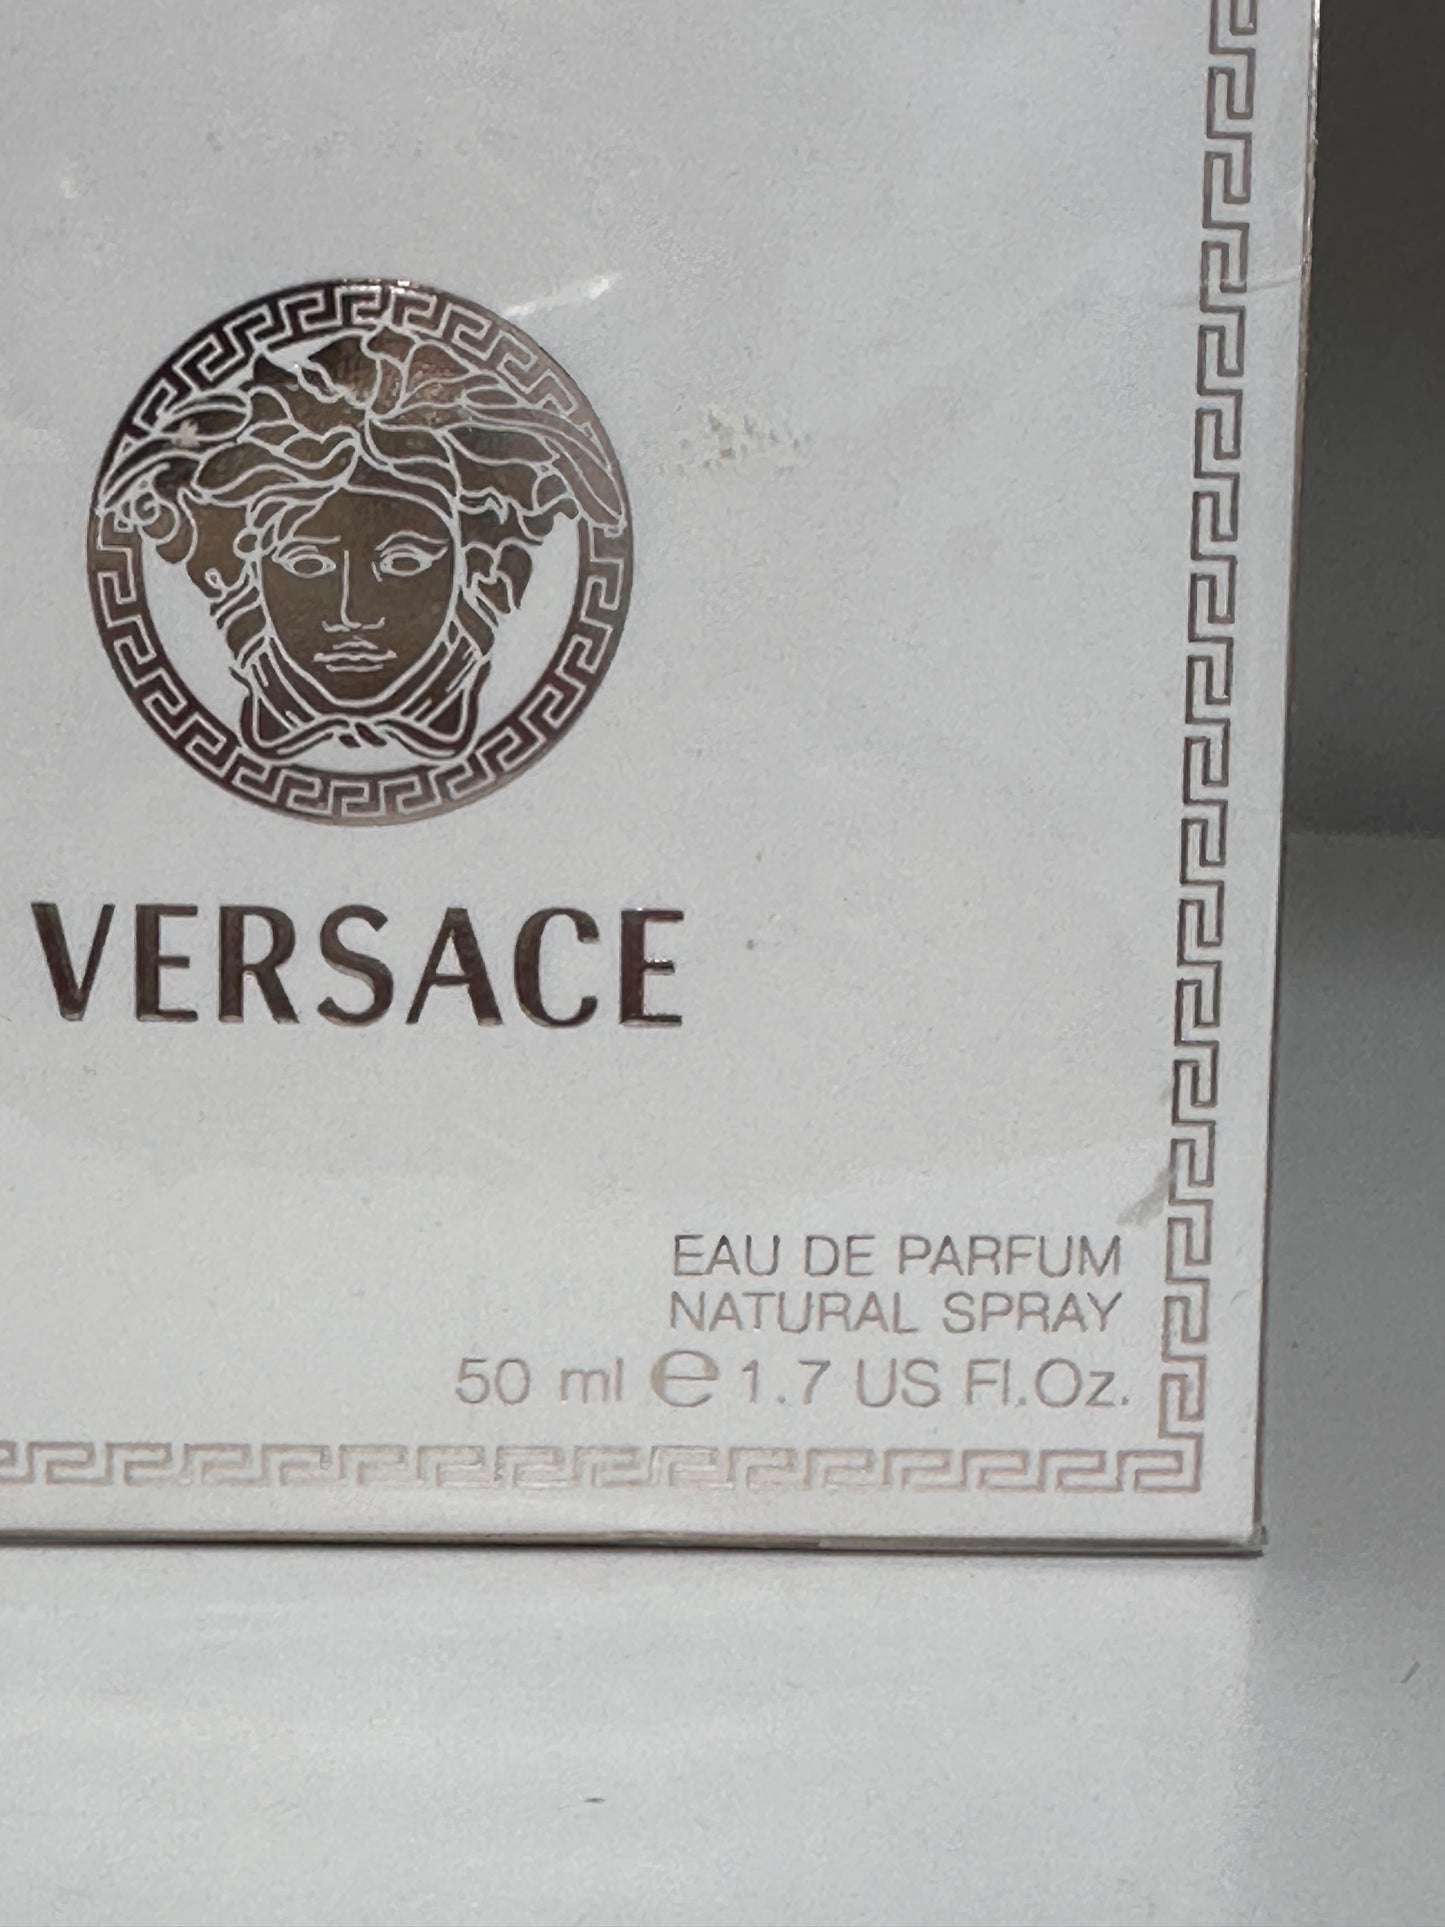 VERSACE
EAU DE PARFUM
NATURAL SPRAY
50 ml ℮ 1.7 US Fl.Oz.